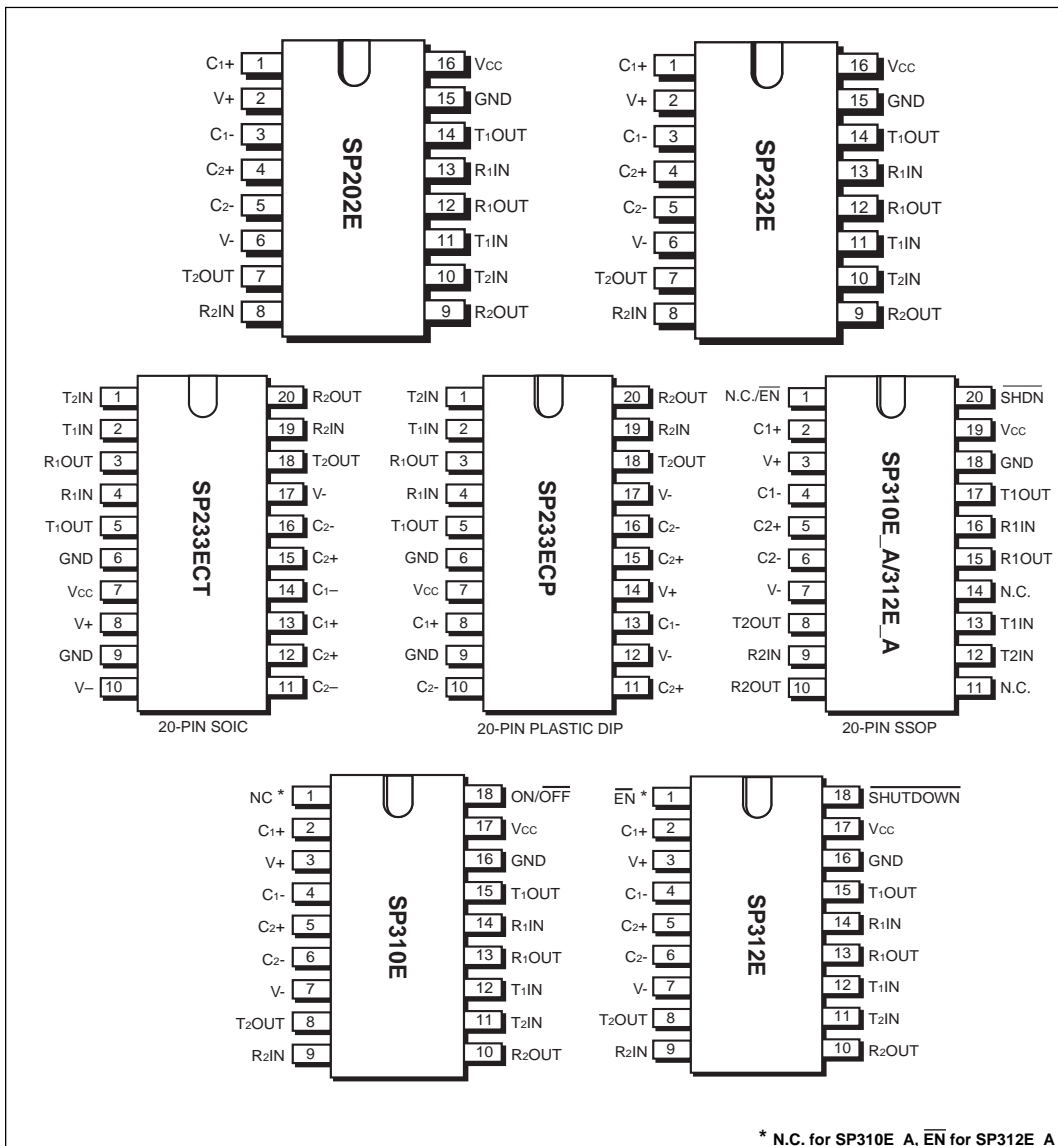 C1+ 1 16 VCC
V+ 2 15 GND
C1- 3 14 T1OUT
C2+ 4 13 R1IN
C2- 5 12 R1OUT
V- 6 11 T1IN
T2OUT 7 10 T2IN
R2IN 8 9 R2OUT
SP202E
C1+ 1 16 VCC
V+ 2 15 GND
C1- 3 14 T1OUT
C2+ 4 13 R1IN
C2- 5 12 R1OUT
V- 6 11 T1IN
T2OUT 7 10 T2IN
R2IN 8 9 R2OUT
SP232E
T2IN 1 20 R2OUT
T1IN 2 19 R2IN
R1OUT 3 18 T2OUT
R1IN 4 17 V-
T1OUT 5 16 C2-
GND 6 15 C2+
VCC 7 14 C1–
V+ 8 13 C1+
GND 9 12 C2+
V– 10 11 C2–
SP233ECT
20-PIN SOIC
T2IN 1 20 R2OUT
T1IN 2 19 R2IN
R1OUT 3 18 T2OUT
R1IN 4 17 V-
T1OUT 5 16 C2-
GND 6 15 C2+
VCC 7 14 V+
C1+ 8 13 C1-
GND 9 12 V-
C2- 10 11 C2+
SP233ECP
20-PIN PLASTIC DIP
N.C./EN 1 20 SHDN
C1+ 2 19 VCC
V+ 3 18 GND
C1- 4 17 T1OUT
C2+ 5 16 R1IN
C2- 6 15 R1OUT
V- 7 14 N.C.
T2OUT 8 13 T1IN
R2IN 9 12 T2IN
R2OUT 10 11 N.C.
SP310E_A/312E_A
20-PIN SSOP
NC * 1 18 ON/OFF
C1+ 2 17 VCC
V+ 3 16 GND
C1- 4 15 T1OUT
C2+ 5 14 R1IN
C2- 6 13 R1OUT
V- 7 12 T1IN
T2OUT 8 11 T2IN
R2IN 9 10 R2OUT
SP310E
EN * 1 18 SHUTDOWN
C1+ 2 17 VCC
V+ 3 16 GND
C1- 4 15 T1OUT
C2+ 5 14 R1IN
C2- 6 13 R1OUT
V- 7 12 T1IN
T2OUT 8 11 T2IN
R2IN 9 10 R2OUT
SP312E
* N.C. for SP310E_A, EN for SP312E_A